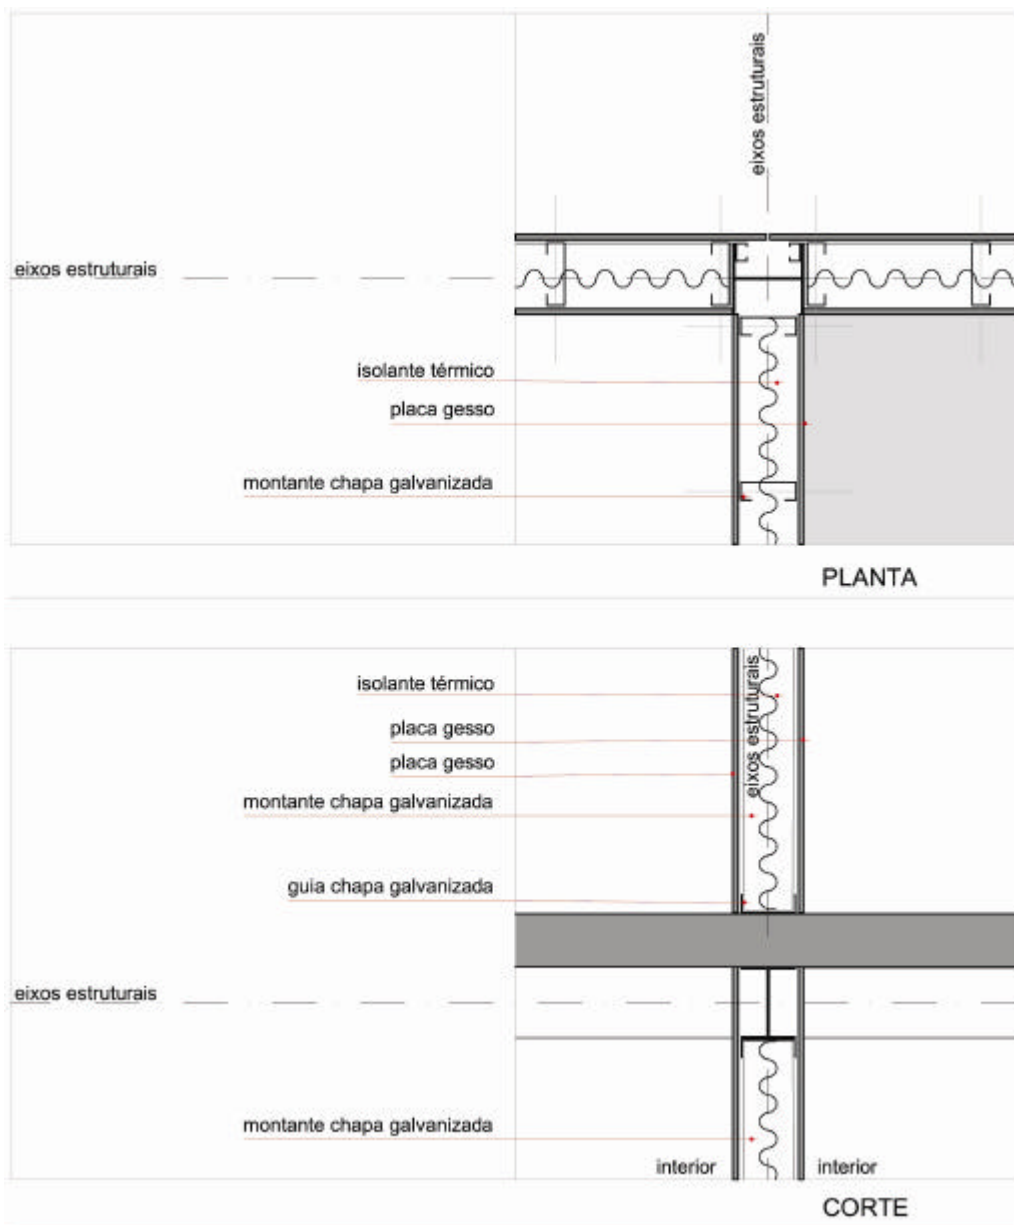 eixos estruturais
eixos estruturais
isolante térmico
placa gesso
montante chapa galvanizada
PLANTA
isolante térmico
eixos estruturais
placa gesso
placa gesso
montante chapa galvanizada
guia chapa galvanizada
eixos estruturais
montante chapa galvanizada
interior
interior
CORTE